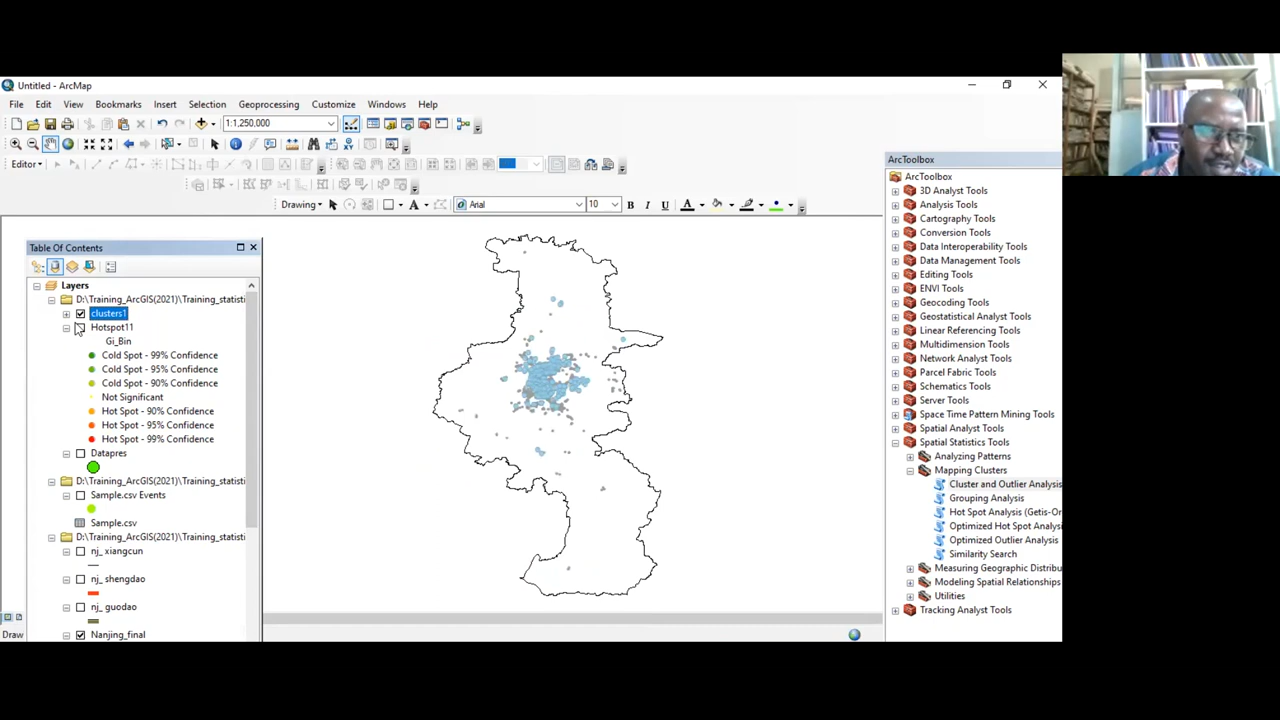 Untitled - ArcMap
File Edit View Bookmarks Insert Selection Geoprocessing Customize Windows Help
1:1,250,000
Editor
Drawing Arial 10 B I U A
Table Of Contents
Layers
D:\Training_ArcGIS(2021)\Training_statisti
clusters1
Hotspot11
Gi_Bin
Cold Spot - 99% Confidence
Cold Spot - 95% Confidence
Cold Spot - 90% Confidence
Not Significant
Hot Spot - 90% Confidence
Hot Spot - 95% Confidence
Hot Spot - 99% Confidence
Datapres
D:\Training_ArcGIS(2021)\Training_statisti
Sample.csv Events
Sample.csv
D:\Training_ArcGIS(2021)\Training_statisti
nj_ xiangcun
nj_ shengdao
nj_ guodao
Nanjing_final
Draw
ArcToolbox
ArcToolbox
3D Analyst Tools
Analysis Tools
Cartography Tools
Conversion Tools
Data Interoperability Tools
Data Management Tools
Editing Tools
ENVI Tools
Geocoding Tools
Geostatistical Analyst Tools
Linear Referencing Tools
Multidimension Tools
Network Analyst Tools
Parcel Fabric Tools
Schematics Tools
Server Tools
Space Time Pattern Mining Tools
Spatial Analyst Tools
Spatial Statistics Tools
Analyzing Patterns
Mapping Clusters
Cluster and Outlier Analysis
Grouping Analysis
Hot Spot Analysis (Getis-Or
Optimized Hot Spot Analysi
Optimized Outlier Analysis
Similarity Search
Measuring Geographic Distribu
Modeling Spatial Relationships
Utilities
Tracking Analyst Tools